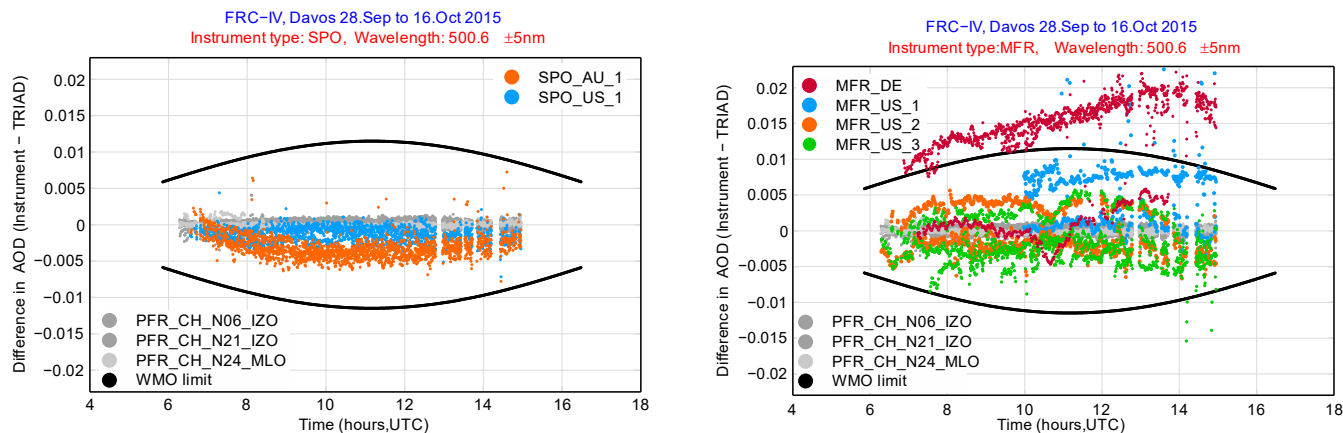 FRC−IV, Davos 28.Sep to 16.Oct 2015
Instrument type: SPO, Wavelength: 500.6 ±5nm
Difference in AOD (Instrument − TRIAD)
0.02
0.015
0.01
0.005
0
−0.005
−0.01
−0.015
−0.02
SPO_AU_1
SPO_US_1
PFR_CH_N06_IZO
PFR_CH_N21_IZO
PFR_CH_N24_MLO
WMO limit
4 6 8 10 12 14 16 18
Time (hours,UTC)
FRC−IV, Davos 28.Sep to 16.Oct 2015
Instrument type:MFR, Wavelength: 500.6 ±5nm
Difference in AOD (Instrument − TRIAD)
0.02
0.015
0.01
0.005
0
−0.005
−0.01
−0.015
−0.02
MFR_DE
MFR_US_1
MFR_US_2
MFR_US_3
PFR_CH_N06_IZO
PFR_CH_N21_IZO
PFR_CH_N24_MLO
WMO limit
4 6 8 10 12 14 16 18
Time (hours,UTC)